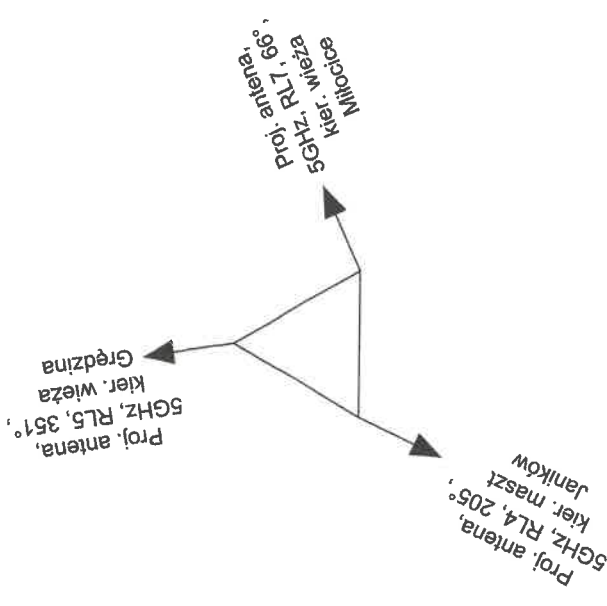 Proj. antena,
5GHz, RL7, 66°,
kier. wieża
Miłocice
Proj. antena,
5GHz, RL5, 351°,
kier. wieża
Grędzina
Proj. antena,
5GHz, RL4, 205°,
kier. maszt
Janików